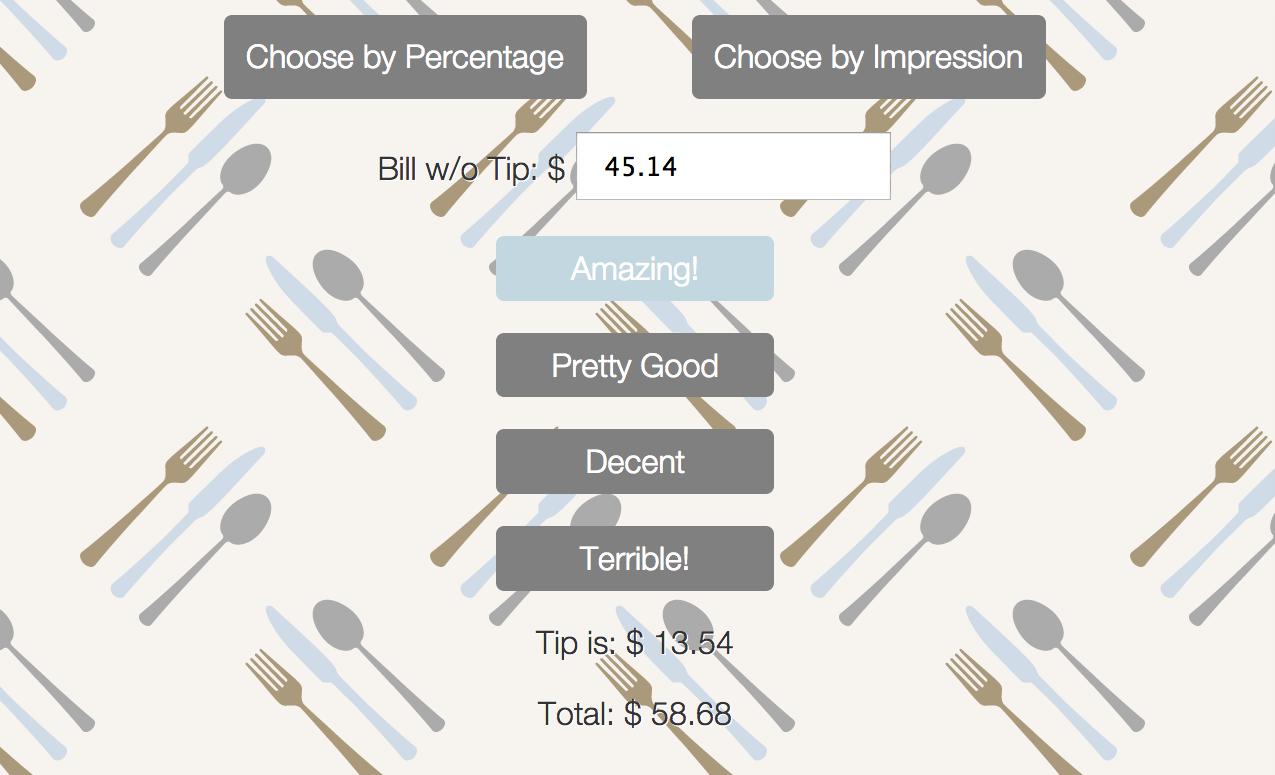 Choose by Percentage Choose by Impression
Bill w/o Tip: $ 45.14
Amazing!
Pretty Good
Decent
Terrible!
Tip is: $ 13.54
Total: $ 58.68